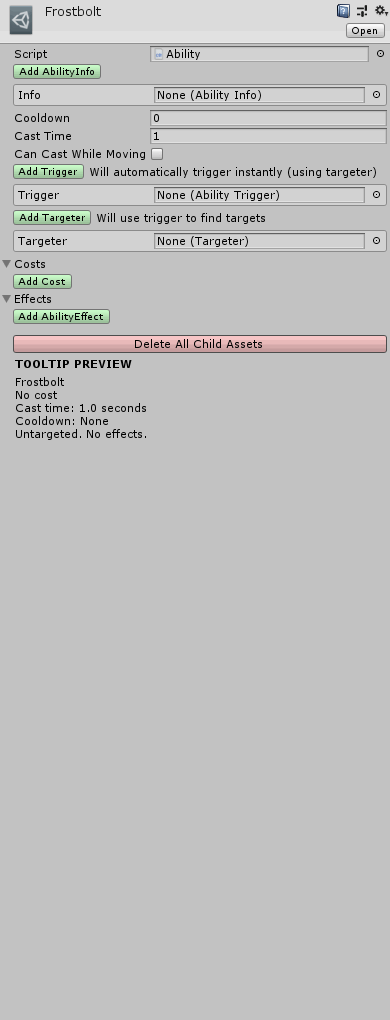 Frostbolt
Open
Script Ability
Add AbilityInfo
Info None (Ability Info)
Cooldown 0
Cast Time 1
Can Cast While Moving
Add Trigger Will automatically trigger instantly (using targeter)
Trigger None (Ability Trigger)
Add Targeter Will use trigger to find targets
Targeter None (Targeter)
Costs
Add Cost
Effects
Add AbilityEffect
Delete All Child Assets
TOOLTIP PREVIEW
Frostbolt
No cost
Cast time: 1.0 seconds
Cooldown: None
Untargeted. No effects.